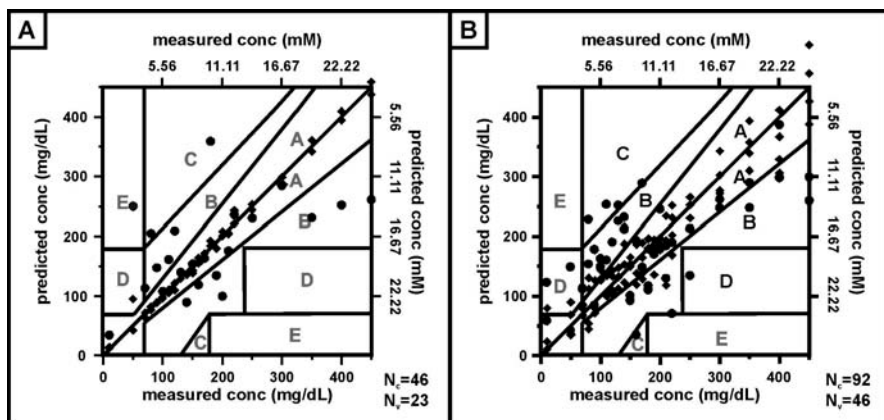 A
measured conc (mM)
5.56 11.11 16.67 22.22
predicted conc (mg/dL)
400
300
200
100
0
E
D
C
B
A
A
B
D
C
E
5.56
11.11
16.67
22.22
predicted conc (mM)
0 100 200 300 400
measured conc (mg/dL)
Nc=46
Nv=23
B
measured conc (mM)
5.56 11.11 16.67 22.22
predicted conc (mg/dL)
400
300
200
100
0
E
D
C
B
A
A
B
D
C
E
5.56
11.11
16.67
22.22
predicted conc (mM)
0 100 200 300 400
measured conc (mg/dL)
Nc=92
Nv=46